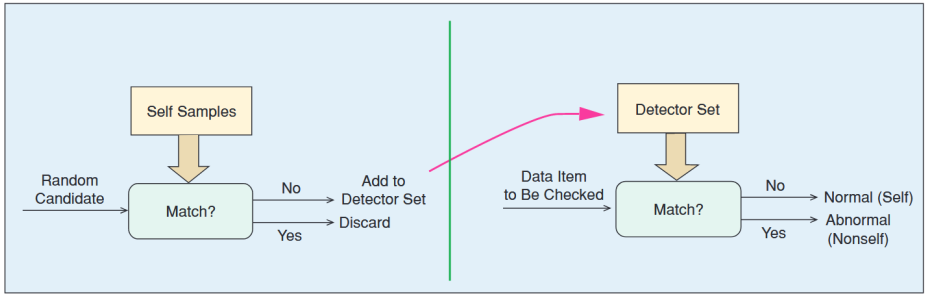 Self Samples
Random
Candidate
Match?
No
Yes
Add to
Detector Set
Discard
Detector Set
Data Item
to Be Checked
Match?
No
Yes
Normal (Self)
Abnormal
(Nonself)